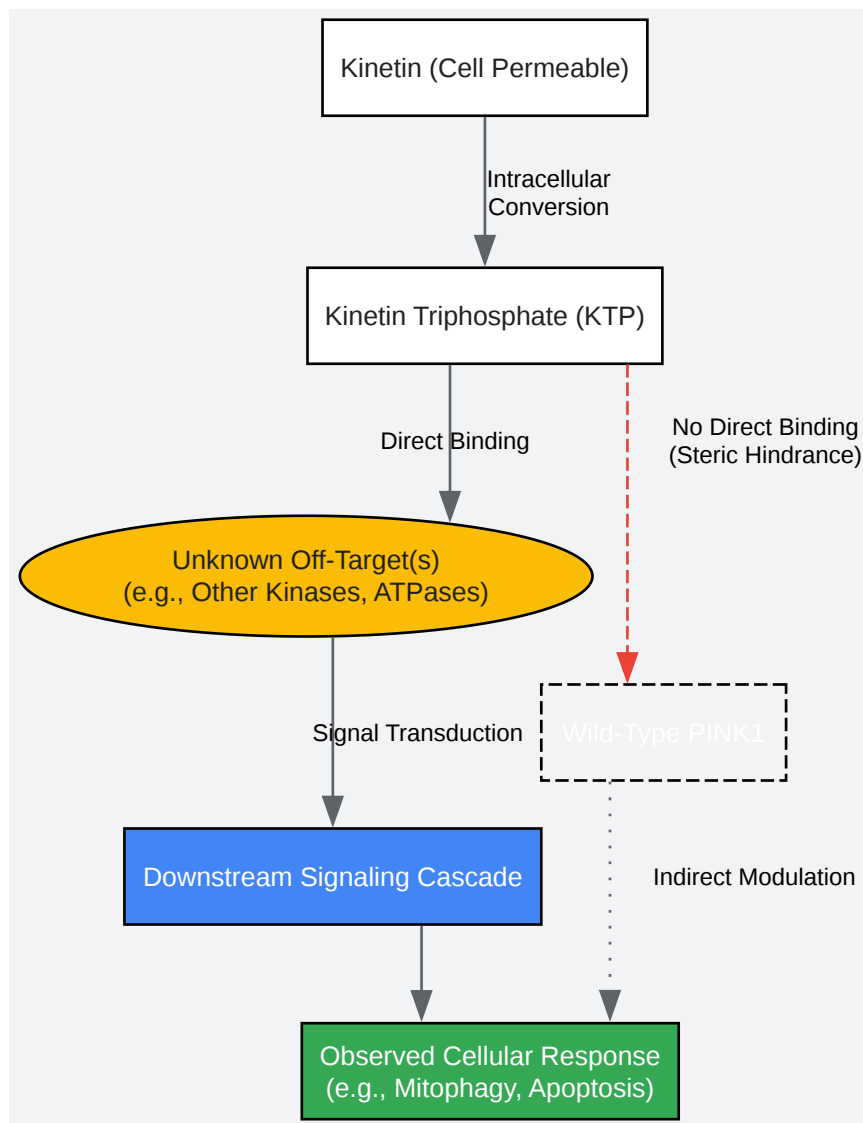 Kinetin (Cell Permeable)
Intracellular
Conversion
Kinetin Triphosphate (KTP)
Direct Binding
No Direct Binding
(Steric Hindrance)
Unknown Off-Target(s)
(e.g., Other Kinases, ATPases)
Signal Transduction
Wild-Type PINK1
Downstream Signaling Cascade
Indirect Modulation
Observed Cellular Response
(e.g., Mitophagy, Apoptosis)